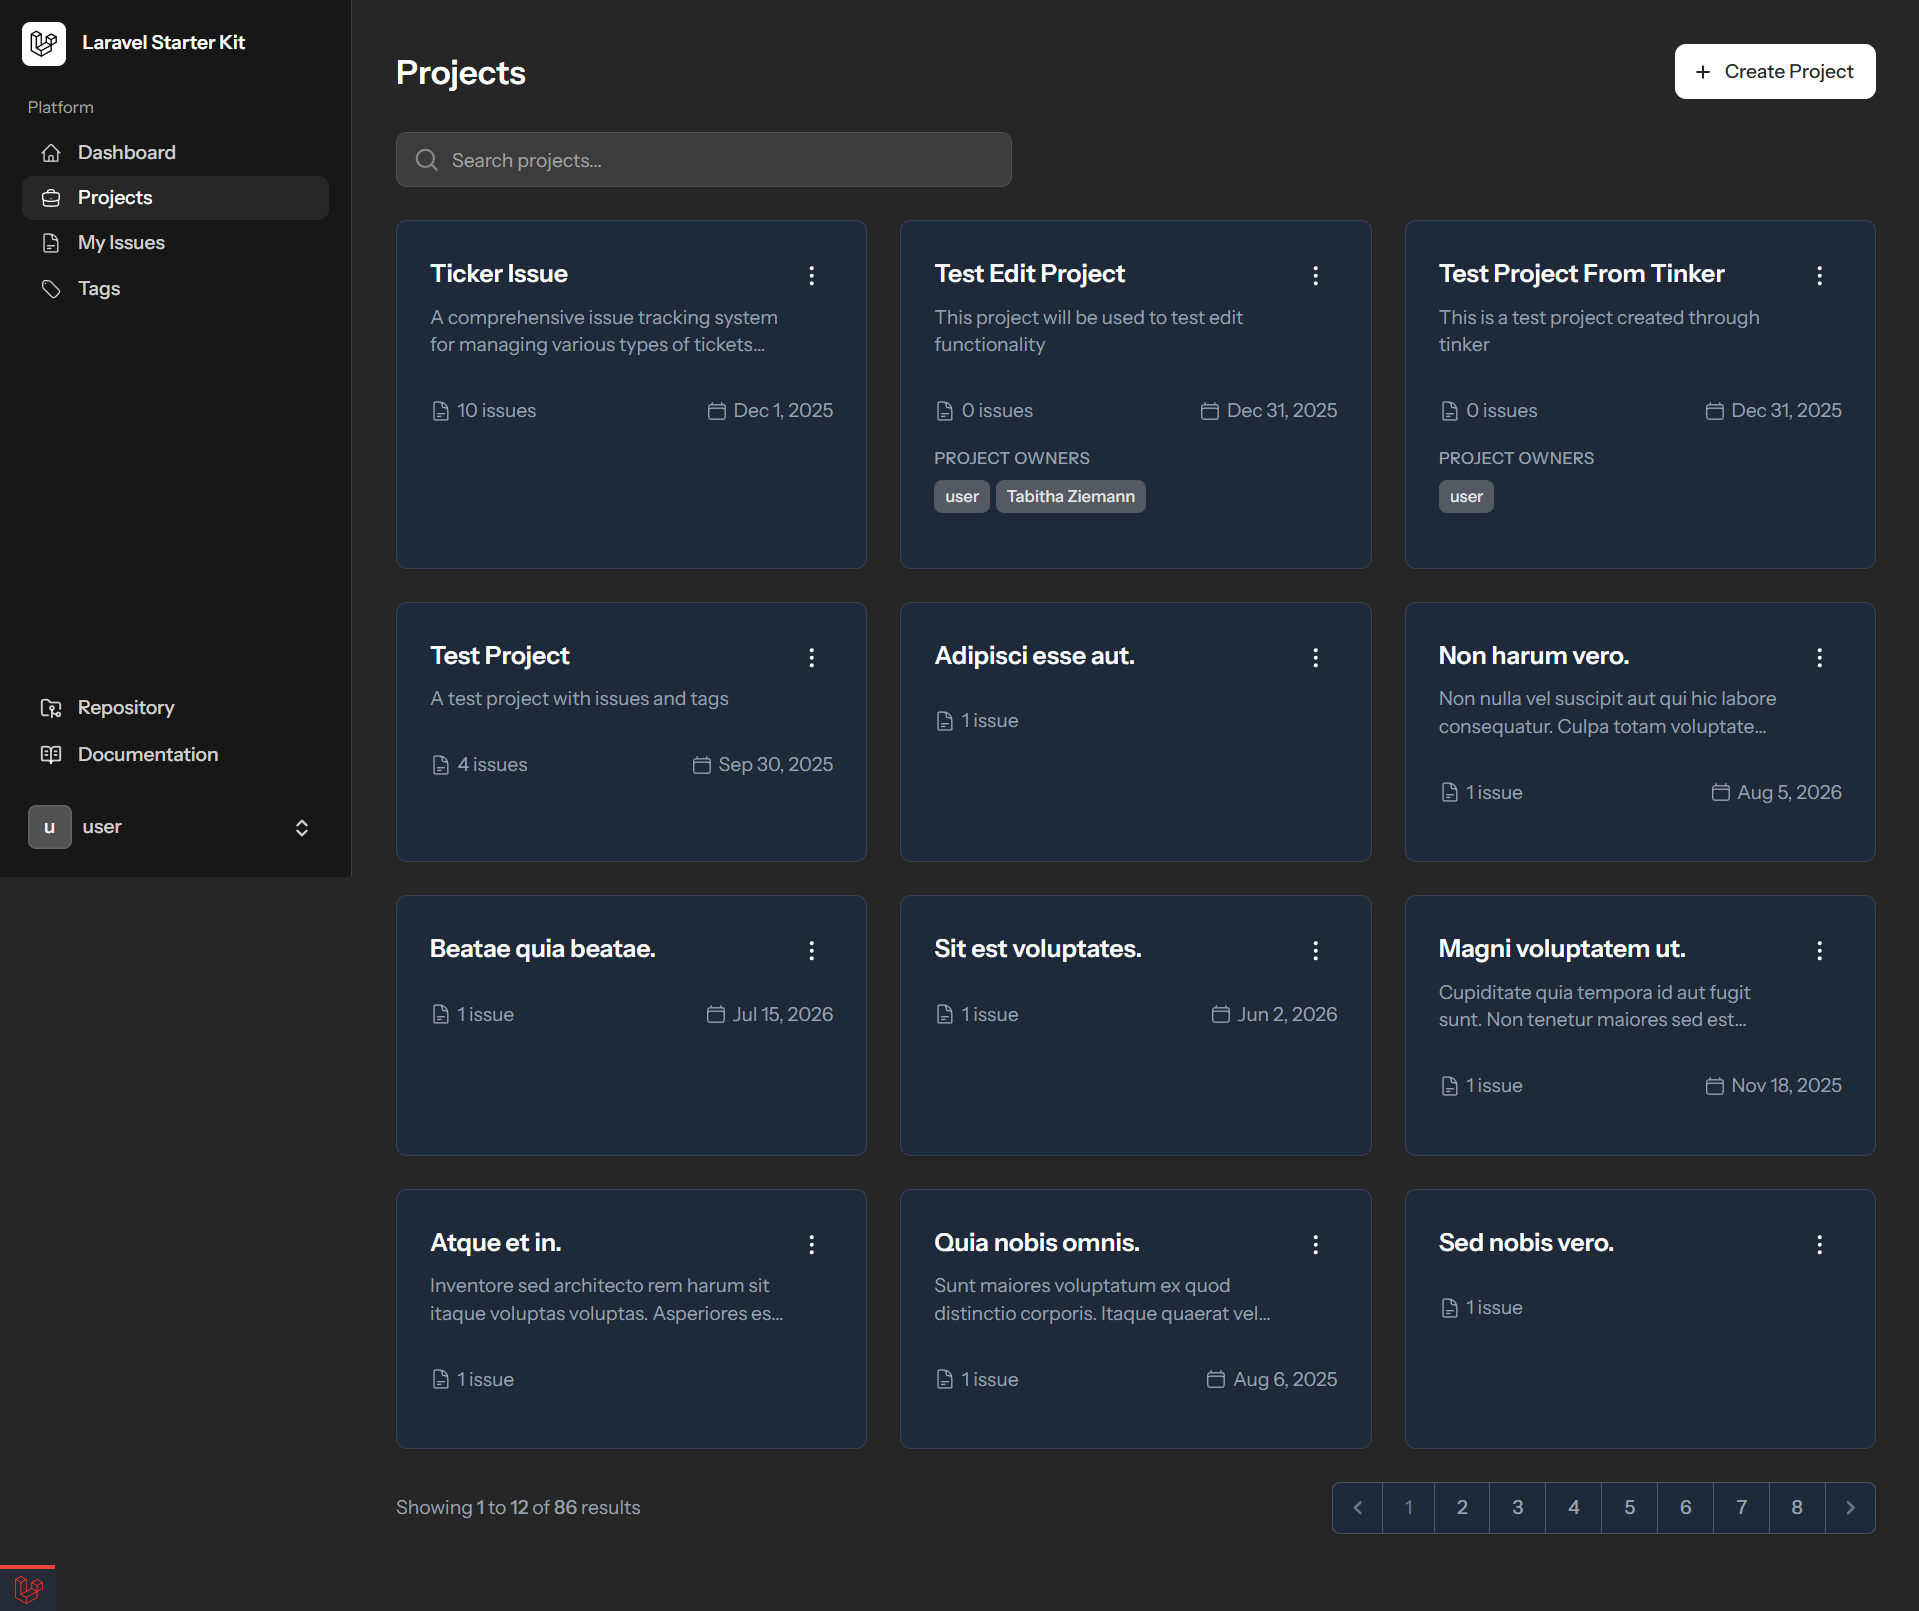 Laravel Starter Kit
Platform
Dashboard
Projects
My Issues
Tags
Repository
Documentation
u
user
Projects
+ Create Project
Search projects...
Ticker Issue
A comprehensive issue tracking system
for managing various types of tickets...
10 issues
Dec 1, 2025
Test Edit Project
This project will be used to test edit
functionality
0 issues
Dec 31, 2025
PROJECT OWNERS
user
Tabitha Ziemann
Test Project From Tinker
This is a test project created through
tinker
0 issues
Dec 31, 2025
PROJECT OWNERS
user
Test Project
A test project with issues and tags
4 issues
Sep 30, 2025
Adipisci esse aut.
1 issue
Non harum vero.
Non nulla vel suscipit aut qui hic labore
consequatur. Culpa totam voluptate...
1 issue
Aug 5, 2026
Beatae quia beatae.
1 issue
Jul 15, 2026
Sit est voluptates.
1 issue
Jun 2, 2026
Magni voluptatem ut.
Cupiditate quia tempora id aut fugit
sunt. Non tenetur maiores sed est...
1 issue
Nov 18, 2025
Atque et in.
Inventore sed architecto rem harum sit
itaque voluptas voluptas. Asperiores es...
1 issue
Quia nobis omnis.
Sunt maiores voluptatum ex quod
distinctio corporis. Itaque quaerat vel...
1 issue
Aug 6, 2025
Sed nobis vero.
1 issue
Showing 1 to 12 of 86 results
1 2 3 4 5 6 7 8